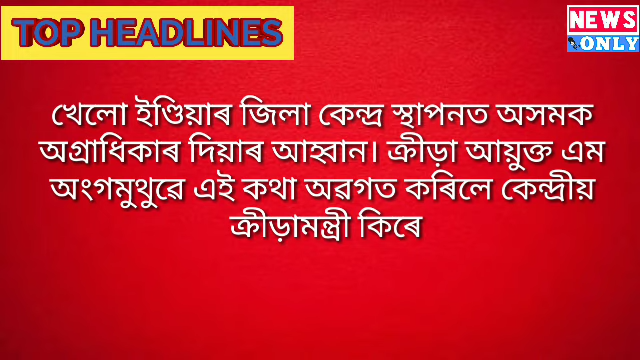 TOP HEADLINES
NEWS
ONLY
খেলো ইণ্ডিয়াৰ জিলা কেন্দ্ৰ স্থাপনত অসমক
অগ্ৰাধিকাৰ দিয়াৰ আহ্বান। ক্ৰীড়া আয়ুক্ত এম
অংগমুথুৱে এই কথা অৱগত কৰিলে কেন্দ্ৰীয়
ক্ৰীড়ামন্ত্ৰী কিৰে